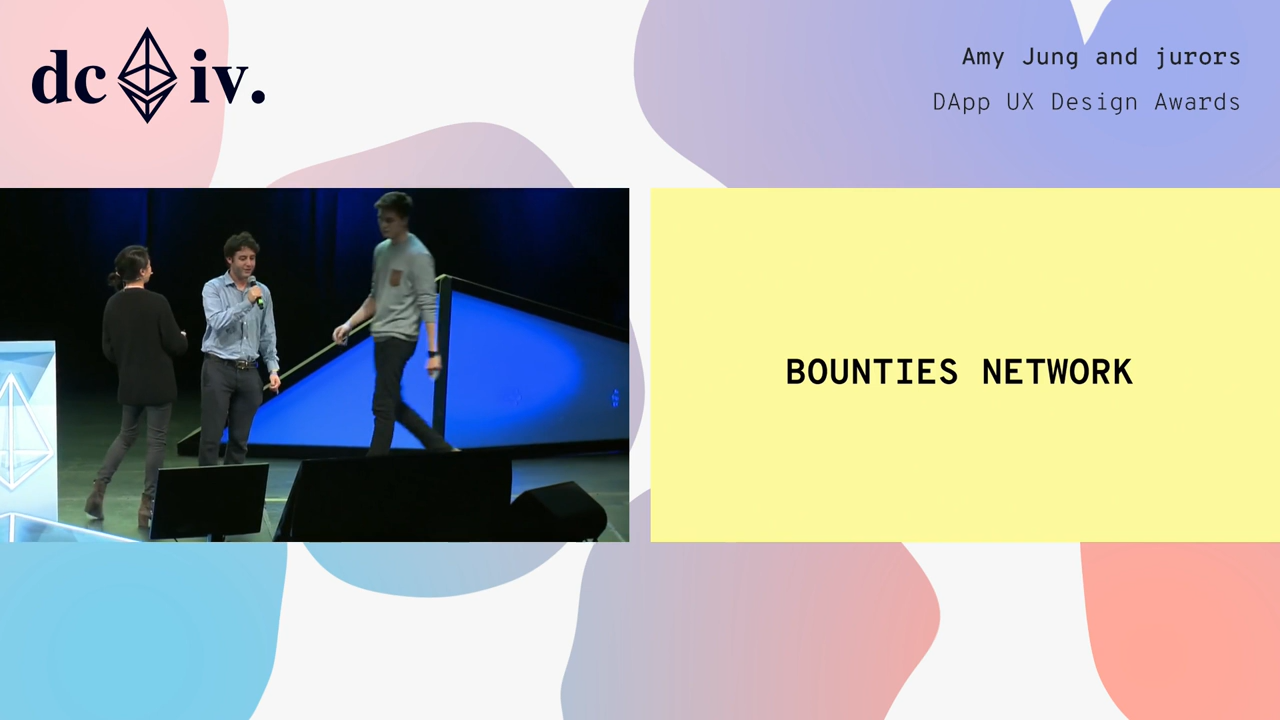 dc iv.
Amy Jung and jurors
DApp UX Design Awards
BOUNTIES NETWORK